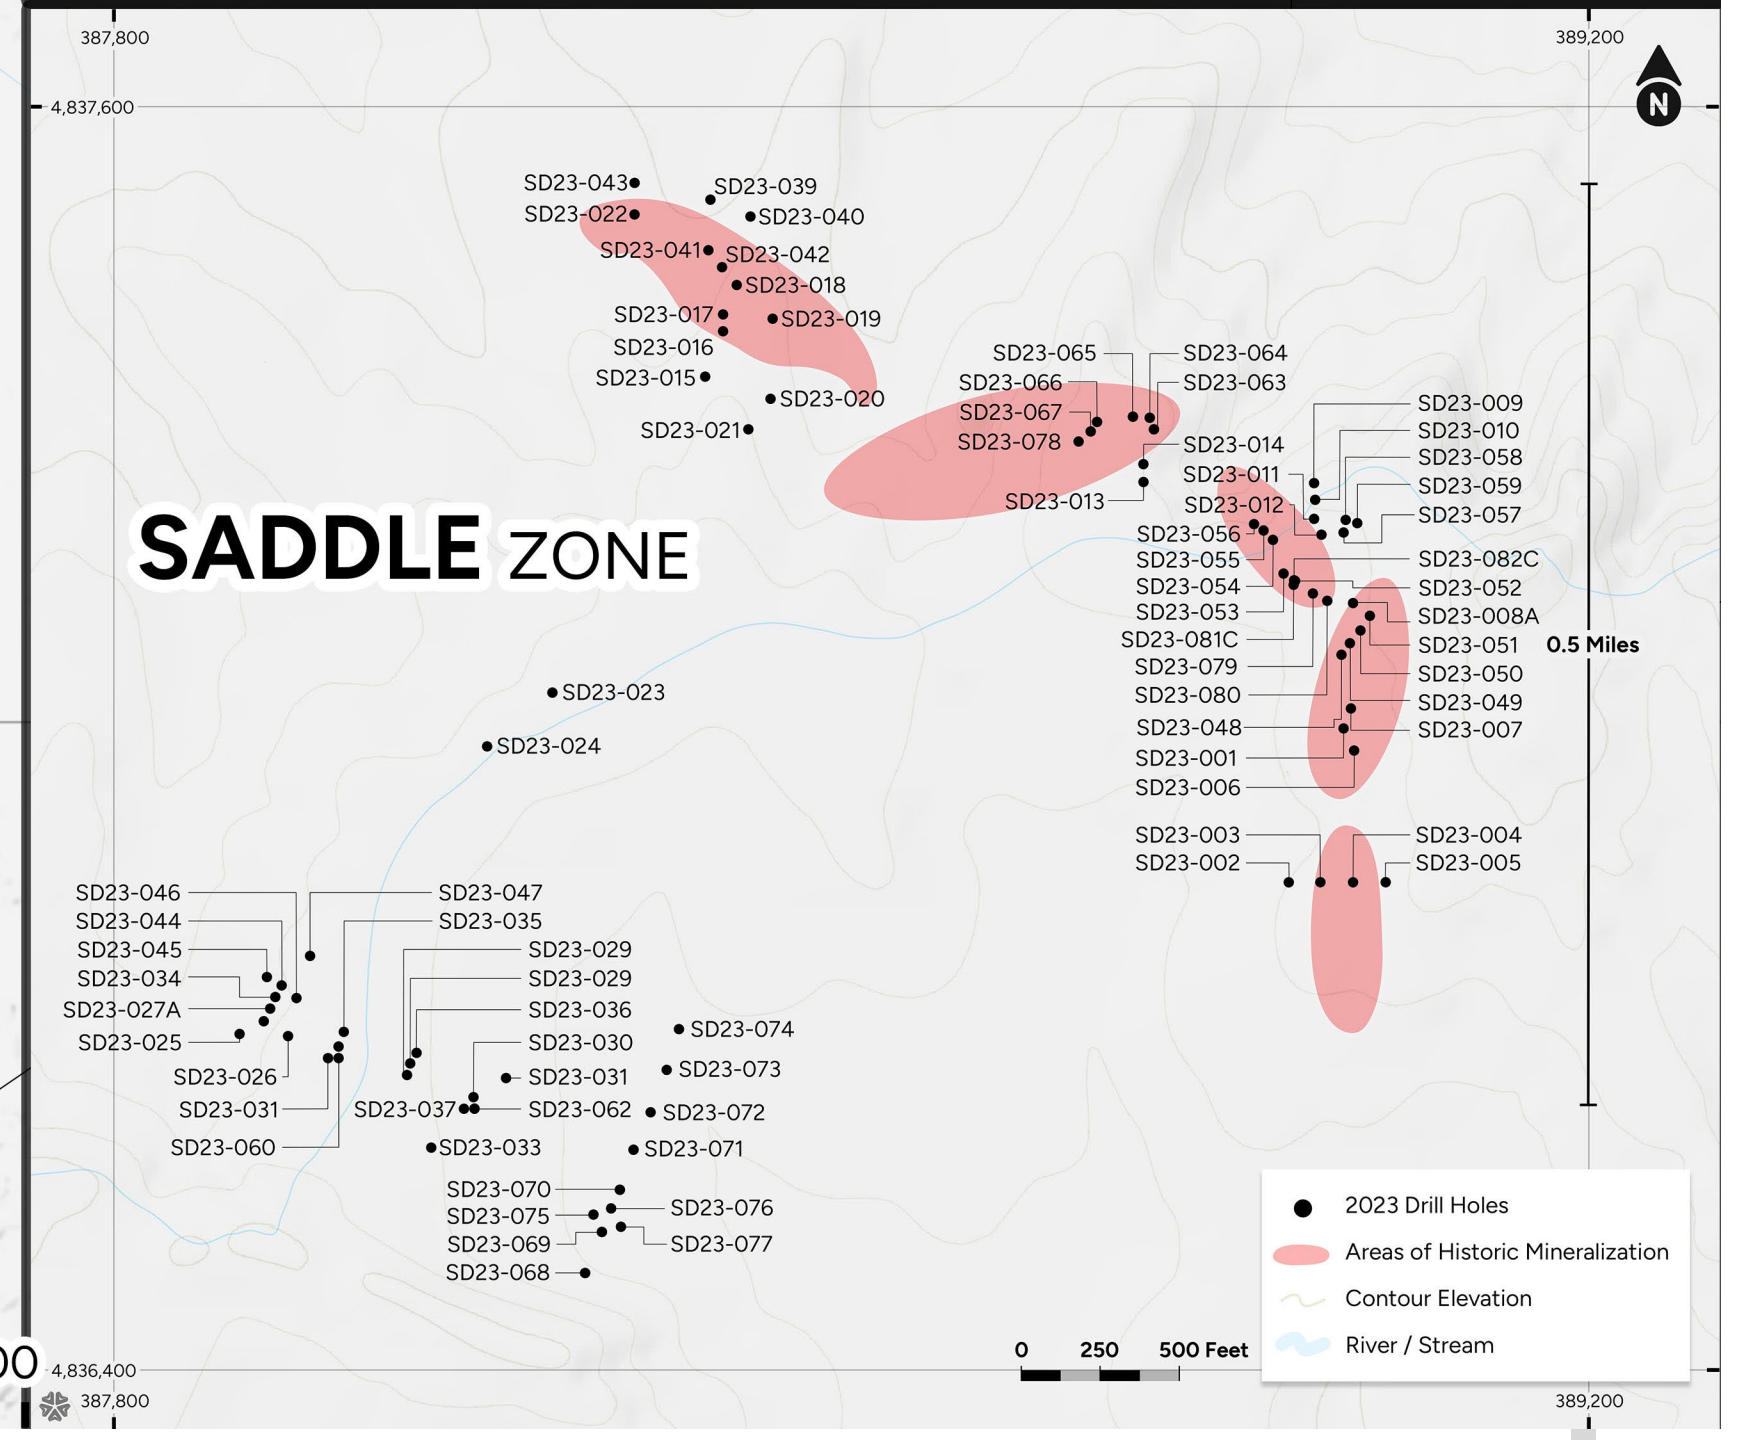 387,800
389,200
N
4,837,600
SD23-043
SD23-039
SD23-022
SD23-040
SD23-041
SD23-042
SD23-018
SD23-017
SD23-019
SD23-016
SD23-015
SD23-020
SD23-021
SD23-065
SD23-064
SD23-066
SD23-063
SD23-067
SD23-078
SD23-014
SD23-013
SD23-009
SD23-010
SD23-058
SD23-011
SD23-059
SD23-012
SD23-057
SD23-056
SD23-055
SD23-082C
SD23-054
SD23-052
SD23-053
SD23-008A
SD23-081C
SD23-051
0.5 Miles
SD23-079
SD23-050
SD23-080
SD23-049
SD23-048
SD23-007
SD23-001
SD23-006
SD23-003
SD23-004
SD23-002
SD23-005
SADDLE ZONE
SD23-023
SD23-024
SD23-046
SD23-047
SD23-044
SD23-035
SD23-045
SD23-029
SD23-034
SD23-029
SD23-027A
SD23-036
SD23-025
SD23-030
SD23-026
SD23-031
SD23-031
SD23-037
SD23-062
SD23-060
SD23-033
SD23-074
SD23-073
SD23-072
SD23-071
SD23-070
SD23-076
SD23-075
SD23-069
SD23-077
SD23-068
2023 Drill Holes
Areas of Historic Mineralization
Contour Elevation
River / Stream
0 250 500 Feet
00
4,836,400
387,800
389,200